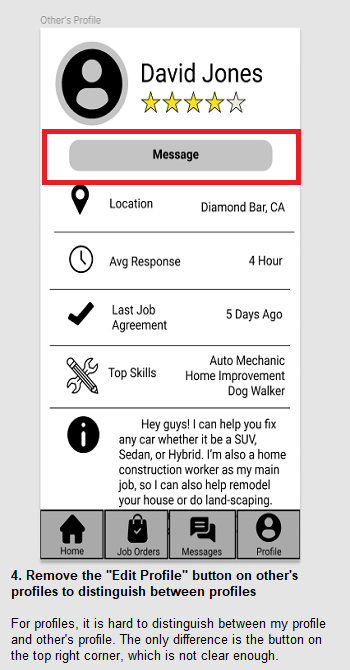 Other's Profile
David Jones
Message
Location
Diamond Bar, CA
Avg Response
4 Hour
Last Job
Agreement
5 Days Ago
Top Skills
Auto Mechanic
Home Improvement
Dog Walker
Hey guys! I can help you fix
any car whether it be a SUV,
Sedan, or Hybrid. I'm also a home
construction worker as my main
job, so I can also help remodel
your house or do land-scaping.
Home
Job Orders
Messages
Profile
4. Remove the "Edit Profile" button on other's
profiles to distinguish between profiles
For profiles, it is hard to distinguish between my profile
and other's profile. The only difference is the button on
the top right corner, which is not clear enough.